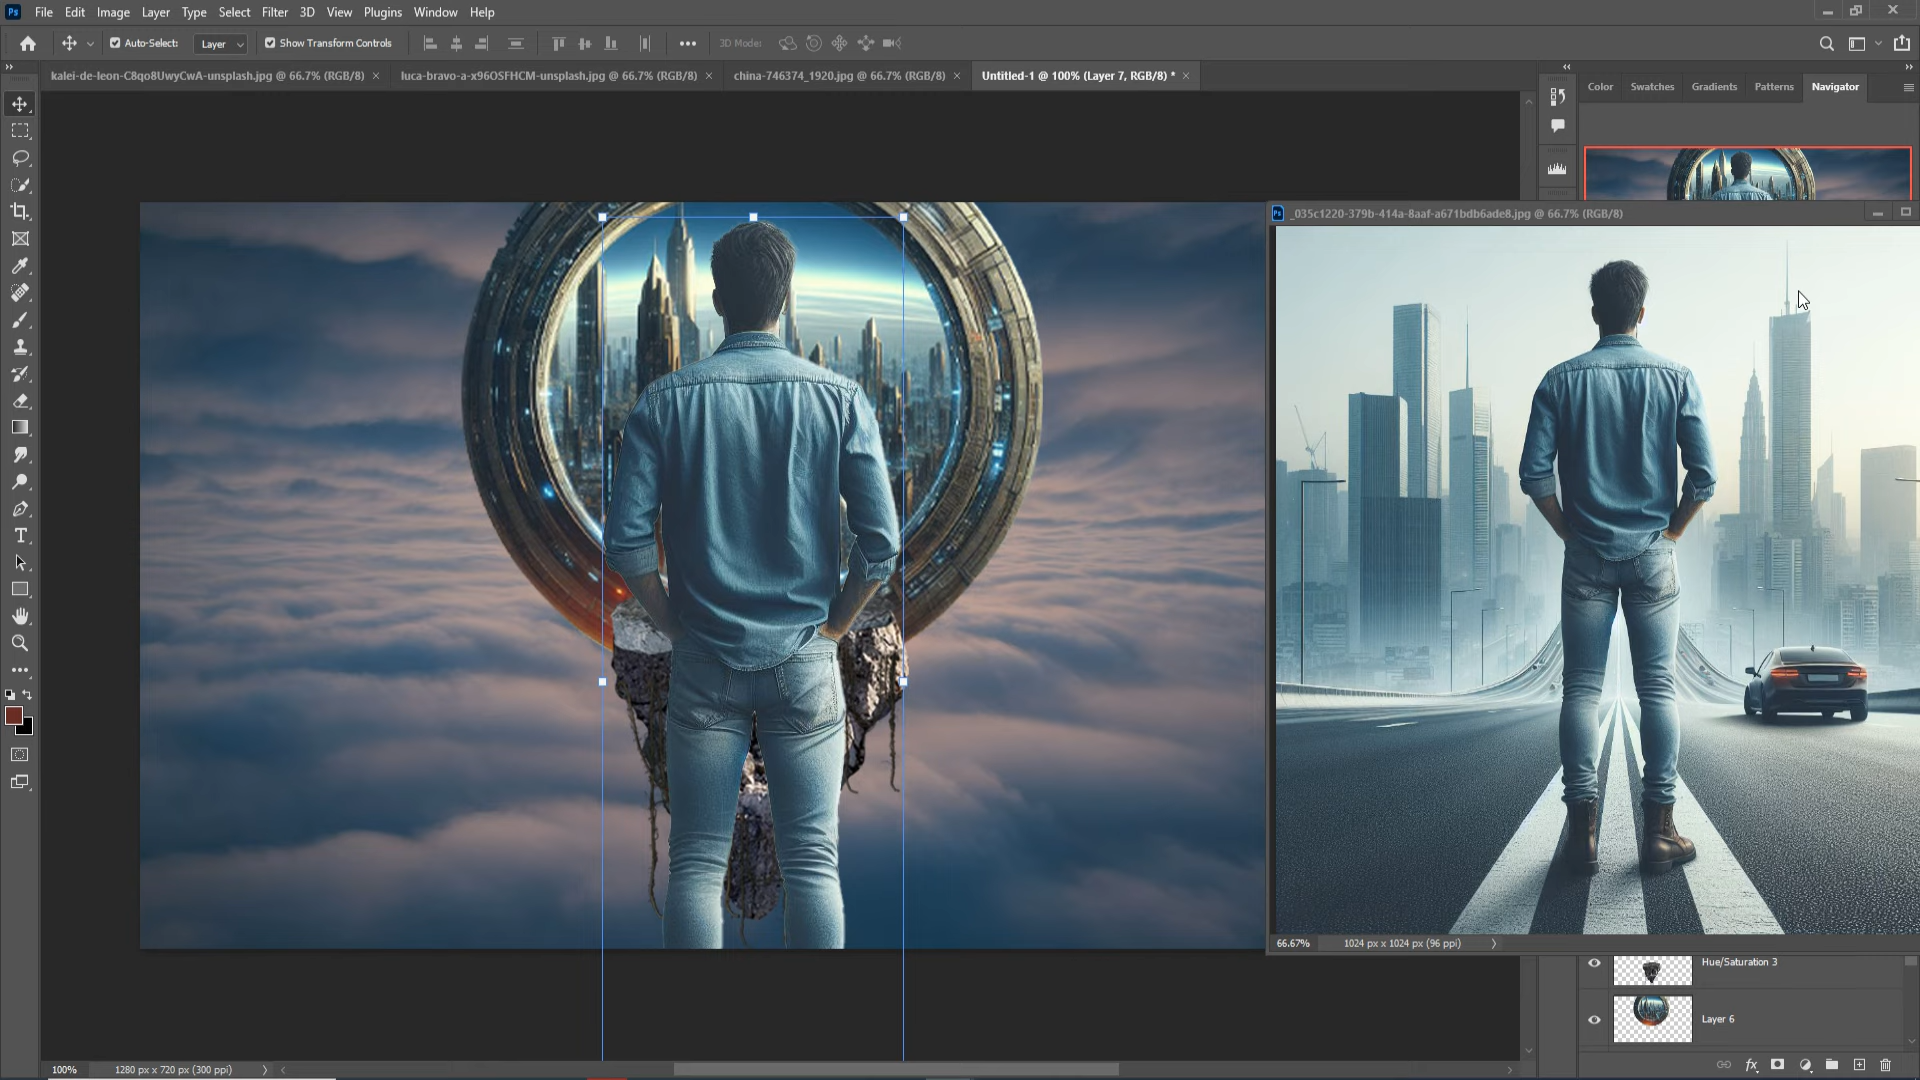 Ps File Edit Image Layer Type Select Filter 3D View Plugins Window Help
Auto-Select: Layer Show Transform Controls 3D Mode:
kalei-de-leon-C8qo8UwyCwA-unsplash.jpg @ 66.7% (RGB/8) luca-bravo-a-x96OSFHCM-unsplash.jpg @ 66.7% (RGB/8) china-746374_1920.jpg @ 66.7% (RGB/8) Untitled-1 @ 100% (Layer 7, RGB/8) *
Color Swatches Gradients Patterns Navigator
Ps _035c1220-379b-414a-8aaf-a671bdb6ade8.jpg @ 66.7% (RGB/8)
66.67% 1024 px x 1024 px (96 ppi)
Hue/Saturation 3
Layer 6
100% 1280 px x 720 px (300 ppi)
fx